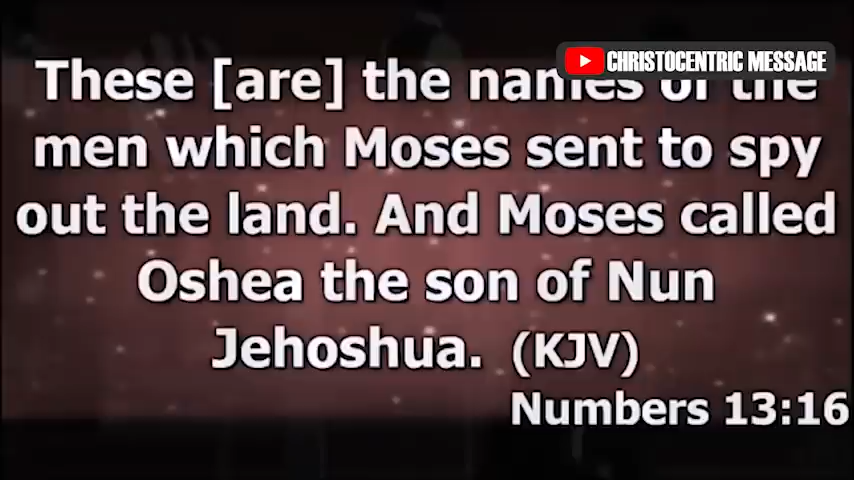 CHRISTOCENTRIC MESSAGE
These [are] the names of the
men which Moses sent to spy
out the land. And Moses called
Oshea the son of Nun
Jehoshua. (KJV)
Numbers 13:16